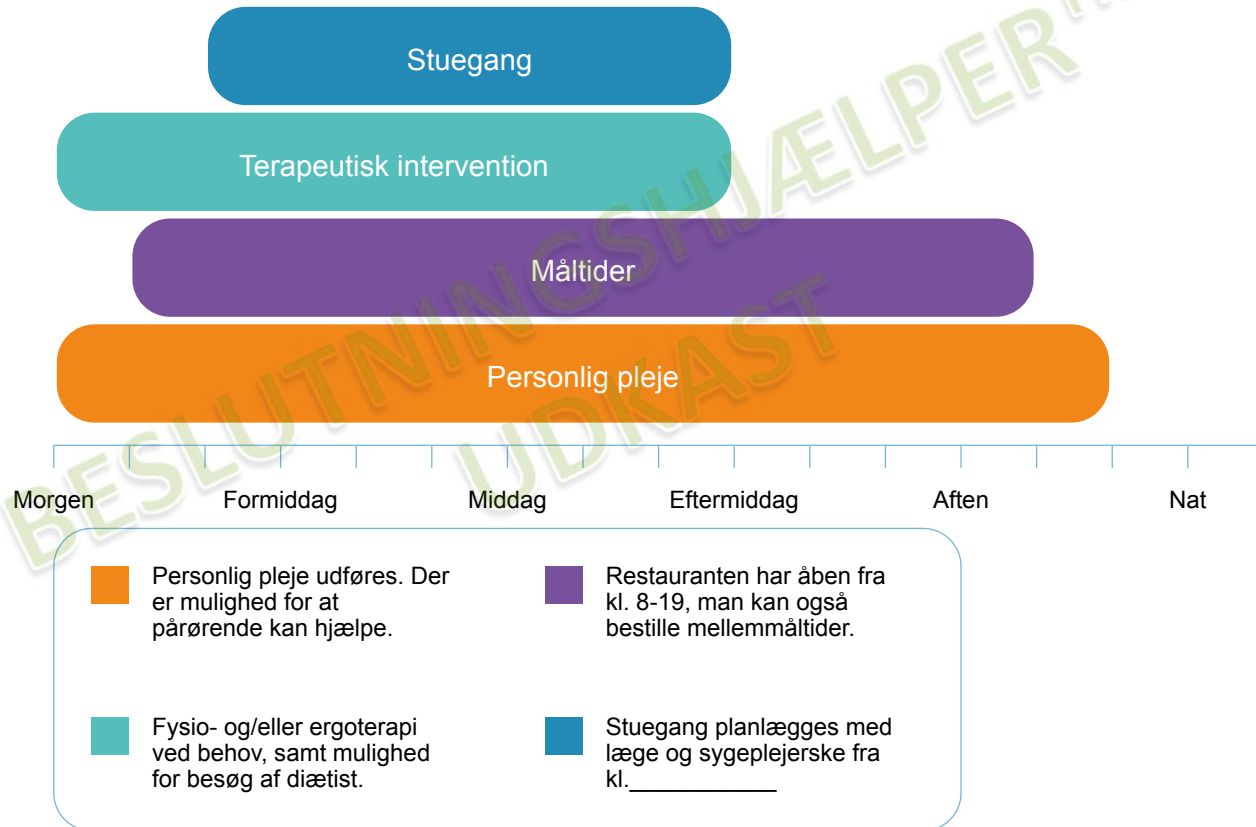 Stuegang
Terapeutisk intervention
Måltider
Personlig pleje
BESLUTNINGSHJÆLPER
UDKAST
Morgen
Formiddag
Middag
Eftermiddag
Aften
Nat
Personlig pleje udføres. Der
er mulighed for at
pårørende kan hjælpe.
Restauranten har åben fra
kl. 8-19, man kan også
bestille mellemmåltider.
Fysio- og/eller ergoterapi
ved behov, samt mulighed
for besøg af diætist.
Stuegang planlægges med
læge og sygeplejerske fra
kl.___________